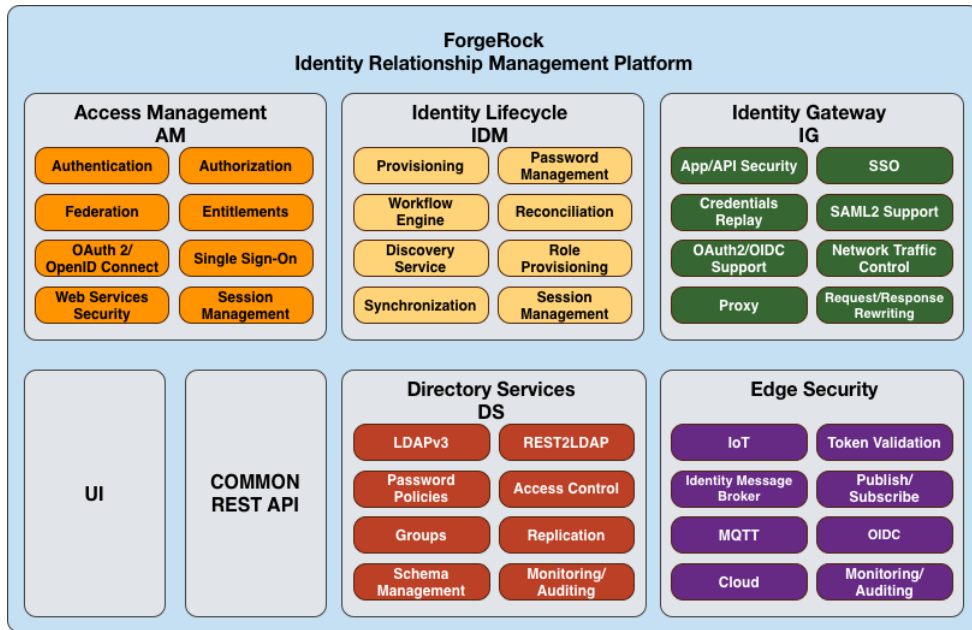 ForgeRock
Identity Relationship Management Platform
Access Management
AM
Authentication
Authorization
Federation
Entitlements
OAuth 2/
OpenID Connect
Single Sign-On
Web Services
Security
Session
Management
Identity Lifecycle
IDM
Provisioning
Password
Management
Workflow
Engine
Reconciliation
Discovery
Service
Role
Provisioning
Synchronization
Session
Management
Identity Gateway
IG
App/API Security
SSO
Credentials
Replay
SAML2 Support
OAuth2/OIDC
Support
Network Traffic
Control
Proxy
Request/Response
Rewriting
UI
COMMON
REST API
Directory Services
DS
LDAPv3
REST2LDAP
Password
Policies
Access Control
Groups
Replication
Schema
Management
Monitoring/
Auditing
Edge Security
IoT
Token Validation
Identity Message
Broker
Publish/
Subscribe
MQTT
OIDC
Cloud
Monitoring/
Auditing